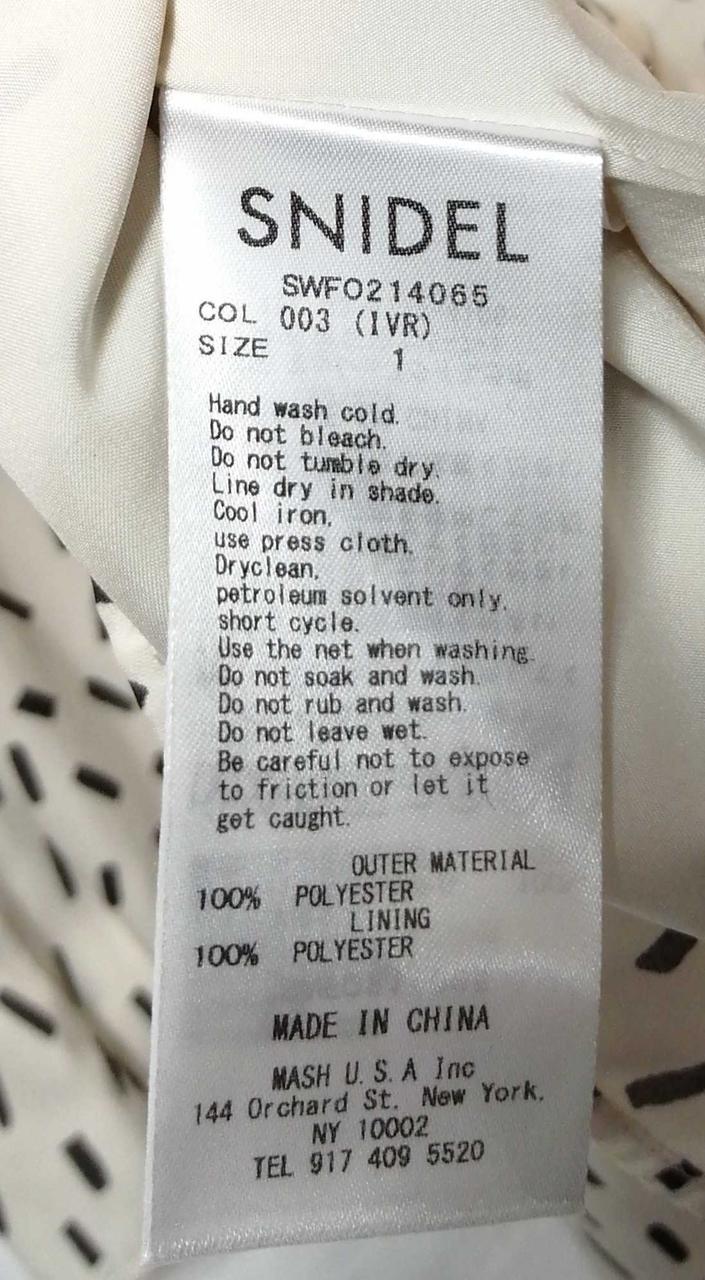 SNIDEL
SWFO214065
COL 003 (IVR)
SIZE 1
Hand wash cold.
Do not bleach.
Do not tumble dry.
Line dry in shade.
Cool iron,
use press cloth.
Dryclean,
petroleum solvent only,
short cycle.
Use the net when washing.
Do not soak and wash.
Do not rub and wash.
Do not leave wet.
Be careful not to expose
to friction or let it
get caught.
OUTER MATERIAL
100% POLYESTER
LINING
100% POLYESTER
MADE IN CHINA
MASH U.S.A Inc
144 Orchard St. New York,
NY 10002
TEL 917 409 5520